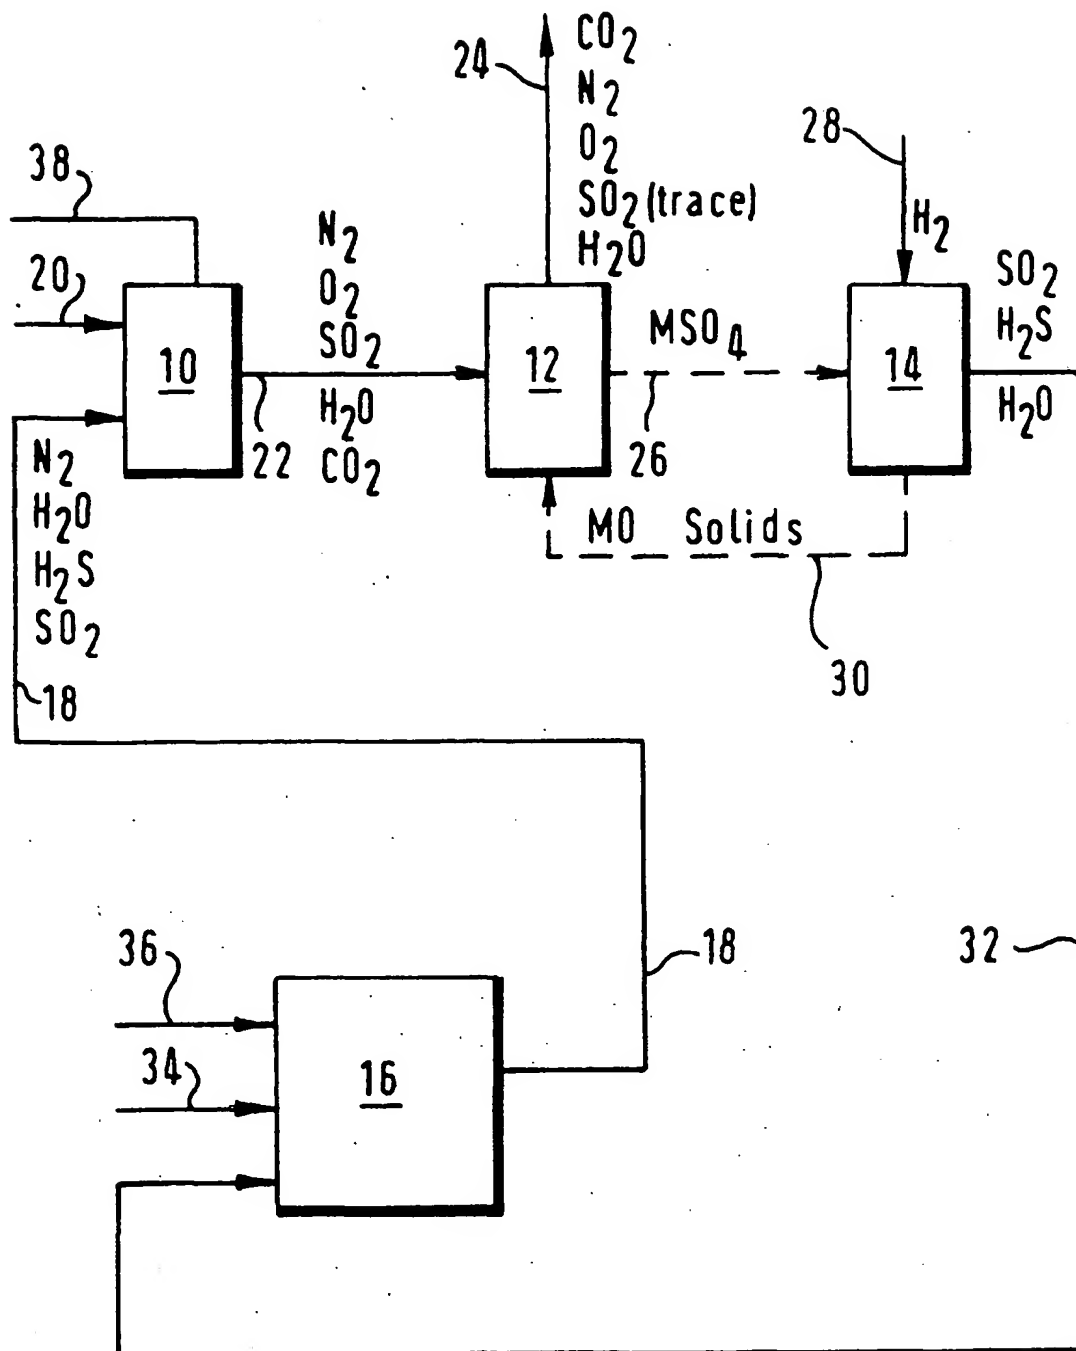 CO2
N2
O2
SO2(trace)
H2O
24
28
H2
38
20
10
N2
O2
SO2
H2O
CO2
22
12
MSO4
26
14
SO2
H2S
H2O
MO Solids
30
N2
H2O
H2S
SO2
18
36
34
16
18
32